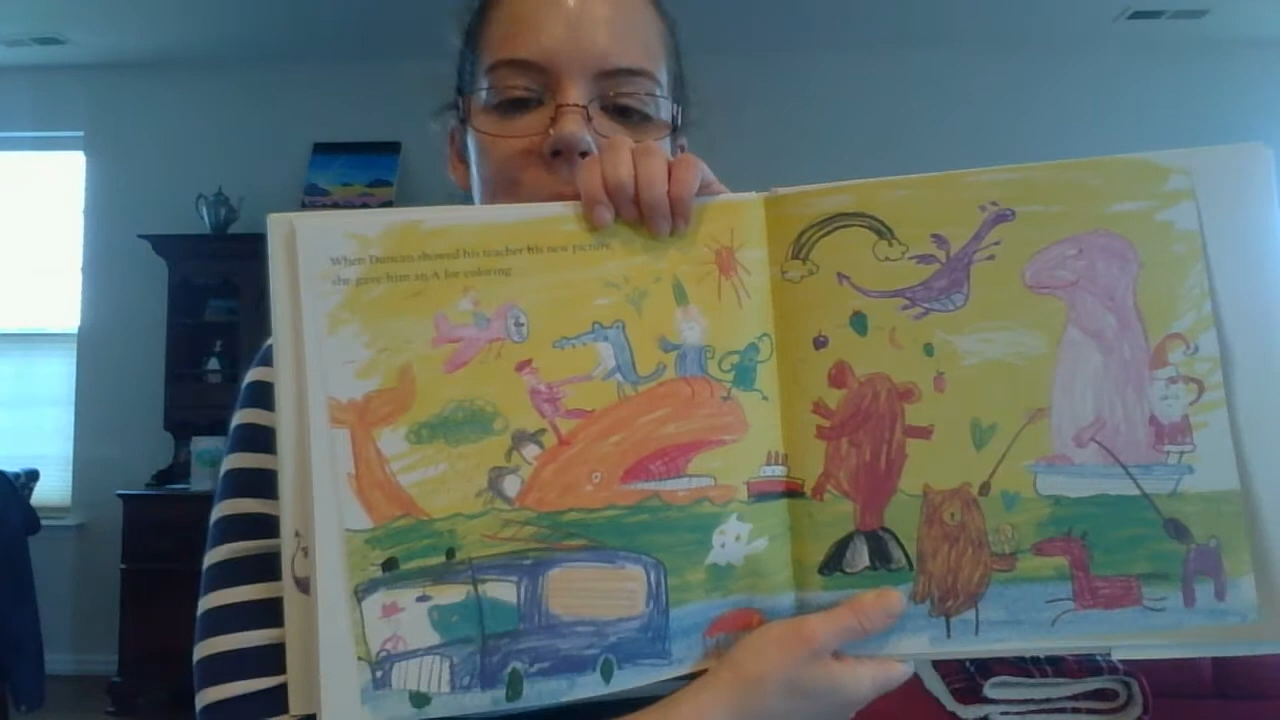 When Duncan showed his teacher his new picture,
she gave him an A for coloring